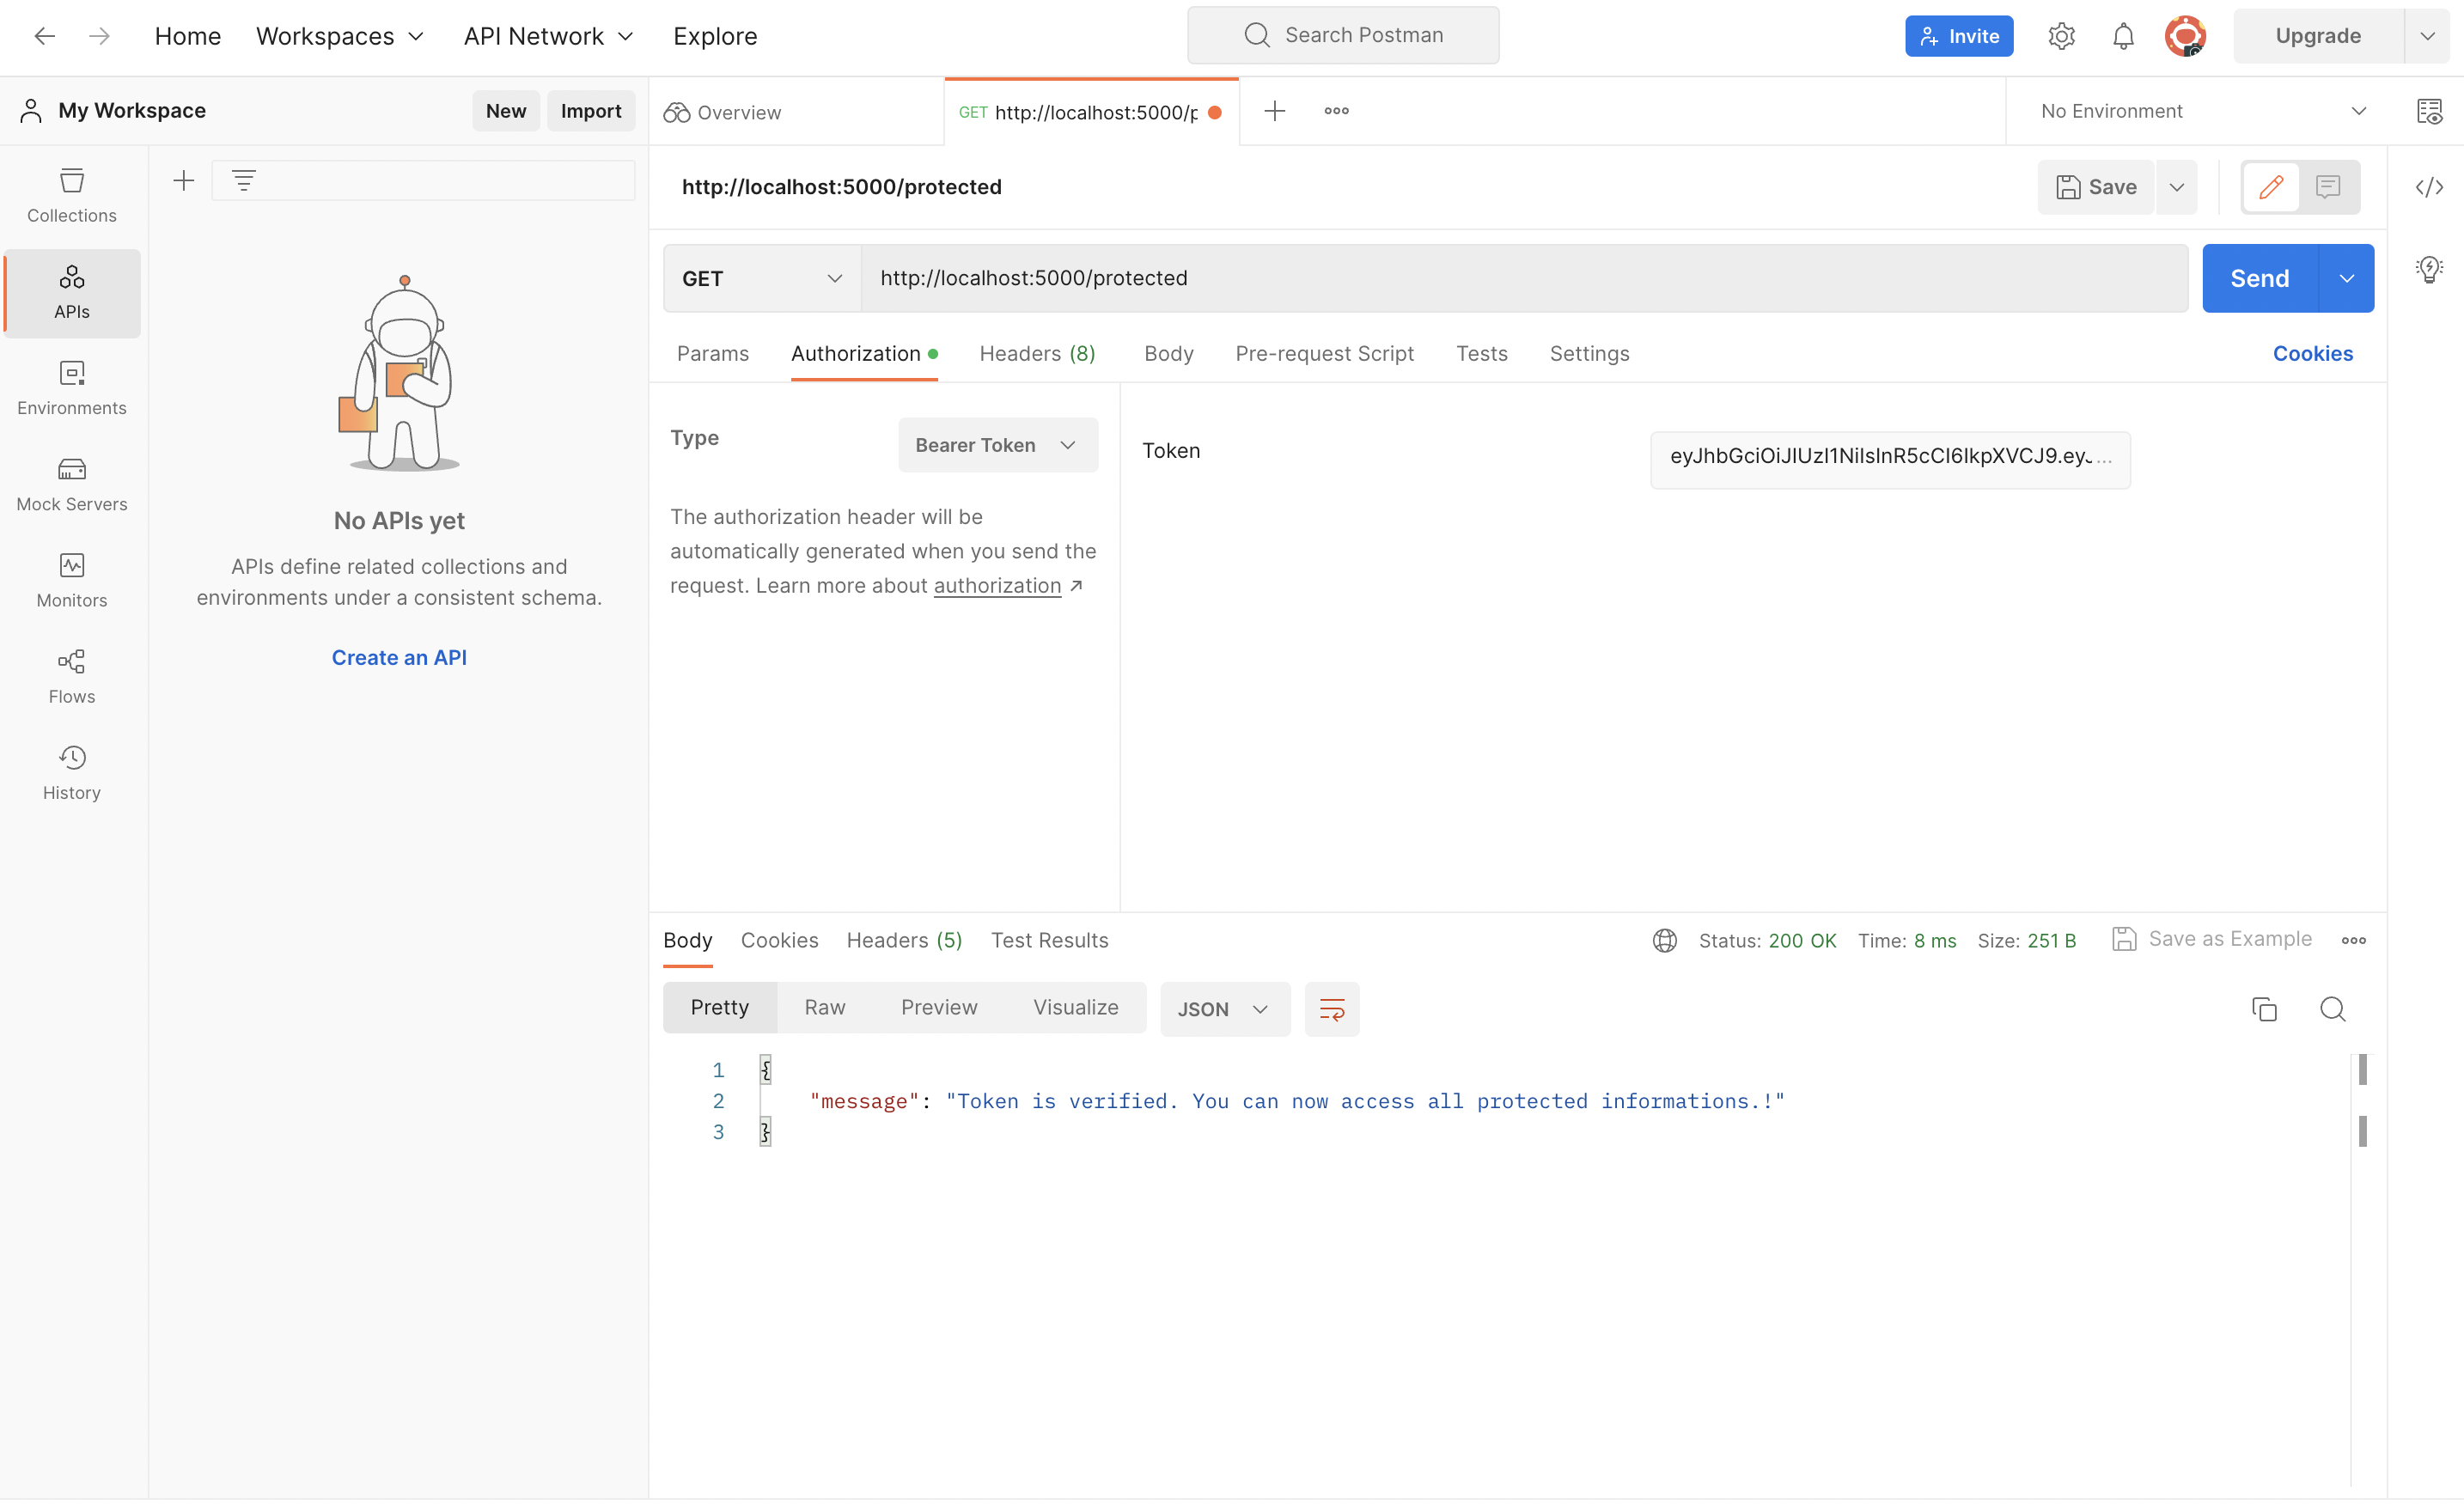 Home Workspaces API Network Explore Search Postman Invite Upgrade
My Workspace New Import Overview GET http://localhost:5000/p No Environment
Collections
APIs
Environments
Mock Servers
Monitors
Flows
History
No APIs yet
APIs define related collections and
environments under a consistent schema.
Create an API
http://localhost:5000/protected Save
GET http://localhost:5000/protected Send
Params Authorization Headers (8) Body Pre-request Script Tests Settings Cookies
Type Bearer Token
The authorization header will be
automatically generated when you send the
request. Learn more about authorization ↗
Token eyJhbGciOiJIUzI1NiIsInR5cCI6IkpXVCJ9.eyJ...
Body Cookies Headers (5) Test Results Status: 200 OK Time: 8 ms Size: 251 B Save as Example
Pretty Raw Preview Visualize JSON
1 {
2 "message": "Token is verified. You can now access all protected informations.!"
3 }